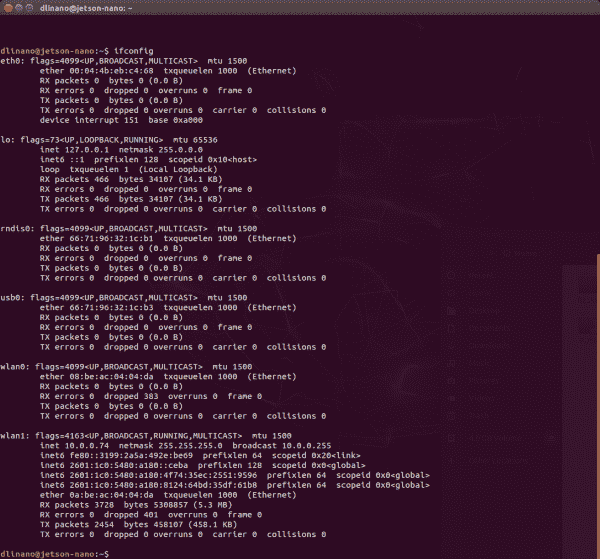 dlinano@jetson-nano: ~
dlinano@jetson-nano:~$ ifconfig
eth0: flags=4099<UP,BROADCAST,MULTICAST>  mtu 1500
ether 00:04:4b:eb:c4:68  txqueuelen 1000  (Ethernet)
RX packets 0  bytes 0 (0.0 B)
RX errors 0  dropped 0  overruns 0  frame 0
TX packets 0  bytes 0 (0.0 B)
TX errors 0  dropped 0 overruns 0  carrier 0  collisions 0
device interrupt 151  base 0xa000
lo: flags=73<UP,LOOPBACK,RUNNING>  mtu 65536
inet 127.0.0.1  netmask 255.0.0.0
inet6 ::1  prefixlen 128  scopeid 0x10<host>
loop  txqueuelen 1  (Local Loopback)
RX packets 466  bytes 34107 (34.1 KB)
RX errors 0  dropped 0  overruns 0  frame 0
TX packets 466  bytes 34107 (34.1 KB)
TX errors 0  dropped 0 overruns 0  carrier 0  collisions 0
rndis0: flags=4099<UP,BROADCAST,MULTICAST>  mtu 1500
ether 66:71:96:32:1c:b1  txqueuelen 1000  (Ethernet)
RX packets 0  bytes 0 (0.0 B)
RX errors 0  dropped 0  overruns 0  frame 0
TX packets 0  bytes 0 (0.0 B)
TX errors 0  dropped 0 overruns 0  carrier 0  collisions 0
usb0: flags=4099<UP,BROADCAST,MULTICAST>  mtu 1500
ether 66:71:96:32:1c:b3  txqueuelen 1000  (Ethernet)
RX packets 0  bytes 0 (0.0 B)
RX errors 0  dropped 0  overruns 0  frame 0
TX packets 0  bytes 0 (0.0 B)
TX errors 0  dropped 0 overruns 0  carrier 0  collisions 0
wlan0: flags=4099<UP,BROADCAST,MULTICAST>  mtu 1500
ether 08:be:ac:04:04:da  txqueuelen 1000  (Ethernet)
RX packets 0  bytes 0 (0.0 B)
RX errors 0  dropped 383  overruns 0  frame 0
TX packets 0  bytes 0 (0.0 B)
TX errors 0  dropped 0 overruns 0  carrier 0  collisions 0
wlan1: flags=4163<UP,BROADCAST,RUNNING,MULTICAST>  mtu 1500
inet 10.0.0.74  netmask 255.255.255.0  broadcast 10.0.0.255
inet6 fe80::3199:2a5a:492e:be69  prefixlen 64  scopeid 0x20<link>
inet6 2601:1c0:5480:a180::ceba  prefixlen 128  scopeid 0x0<global>
inet6 2601:1c0:5480:a180:4f74:35ec:2551:9596  prefixlen 64  scopeid 0x0<global>
inet6 2601:1c0:5480:a180:8124:64bd:35df:61b8  prefixlen 64  scopeid 0x0<global>
ether 0a:be:ac:04:04:da  txqueuelen 1000  (Ethernet)
RX packets 3728  bytes 5308857 (5.3 MB)
RX errors 0  dropped 401  overruns 0  frame 0
TX packets 2454  bytes 458107 (458.1 KB)
TX errors 0  dropped 0 overruns 0  carrier 0  collisions 0
dlinano@jetson-nano:~$